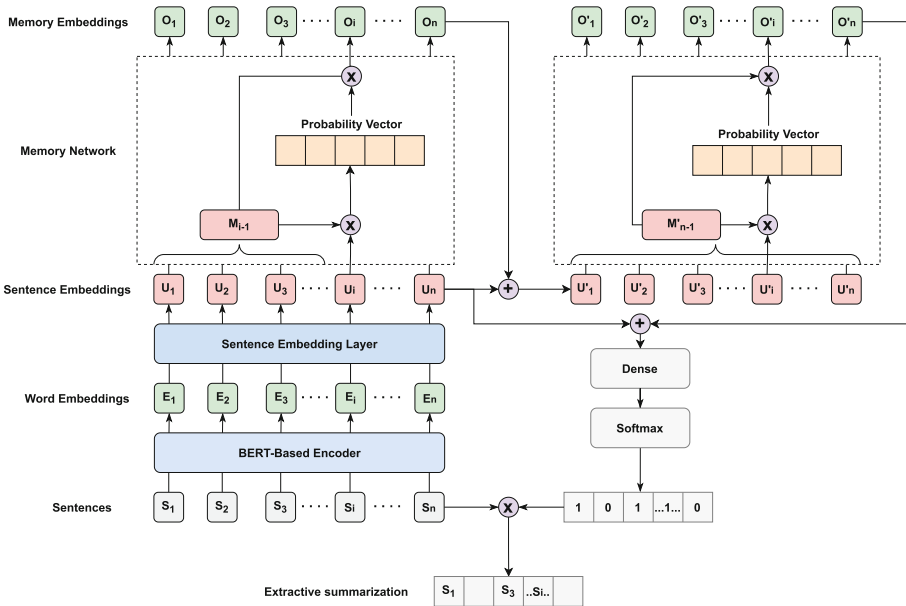 Memory Embeddings O₁ O₂ O₃ .... Oᵢ .... Oₙ O'₁ O'₂ O'₃ .... O'ᵢ .... O'ₙ
X X
Probability Vector Probability Vector
Memory Network
Mᵢ₋₁ X M'ₙ₋₁ X
Sentence Embeddings U₁ U₂ U₃ .... Uᵢ .... Uₙ + U'₁ U'₂ U'₃ .... U'ᵢ .... U'ₙ
+
Sentence Embedding Layer
Dense
Word Embeddings E₁ E₂ E₃ .... Eᵢ .... Eₙ
Softmax
BERT-Based Encoder
Sentences S₁ S₂ S₃ .... Sᵢ .... Sₙ X 1 0 1 ...1... 0
Extractive summarization S₁ S₃ ..Sᵢ..